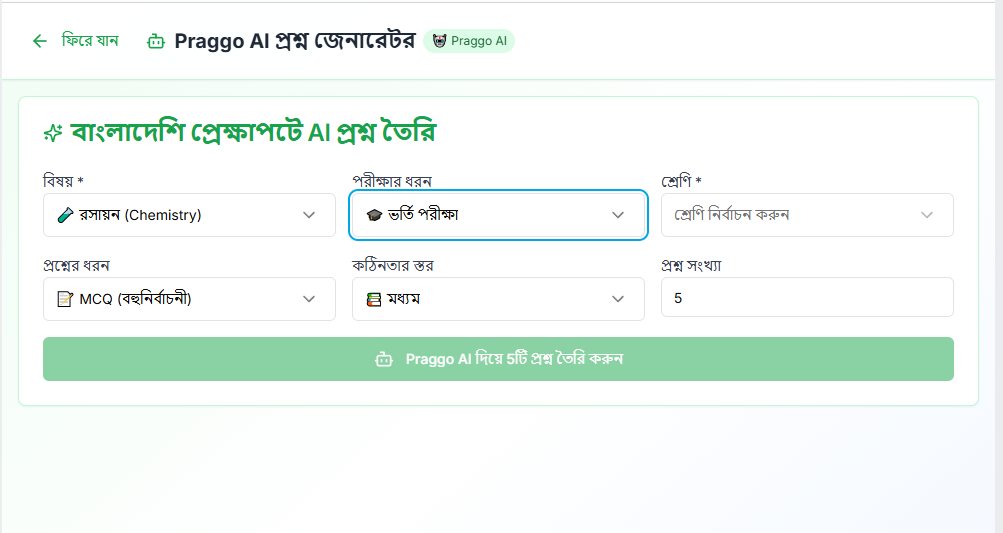 ফিরে যান Praggo AI প্রশ্ন জেনারেটর Praggo AI
বাংলাদেশি প্রেক্ষাপটে AI প্রশ্ন তৈরি
বিষয় * পরীক্ষার ধরন শ্রেণি *
রসায়ন (Chemistry) ভর্তি পরীক্ষা শ্রেণি নির্বাচন করুন
প্রশ্নের ধরন কঠিনতার স্তর প্রশ্ন সংখ্যা
MCQ (বহুনির্বাচনী) মধ্যম 5
Praggo AI দিয়ে 5টি প্রশ্ন তৈরি করুন